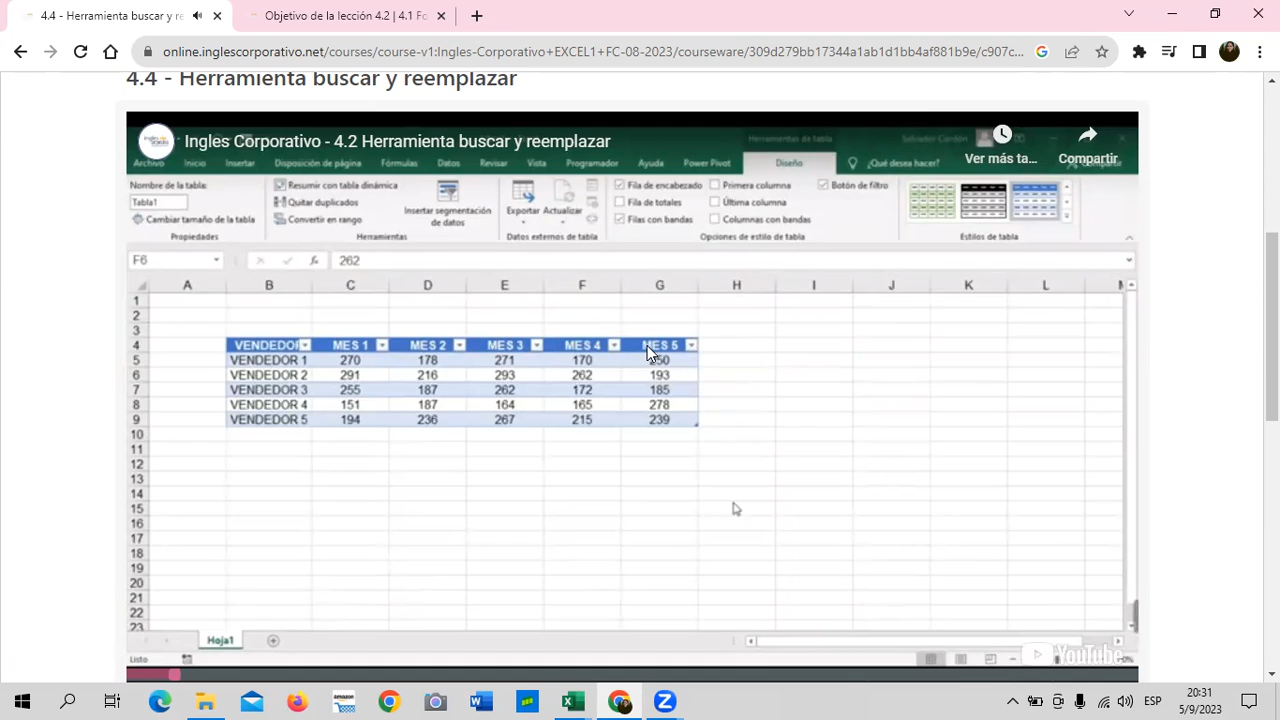 4.4 - Herramienta buscar y re
Objetivo de la lección 4.2 | 4.1 Fo
online.inglescorporativo.net/courses/course-v1:Ingles-Corporativo+EXCEL1+FC-08-2023/courseware/309d279bb17344a1ab1d1bb4af881b9e/c907c...
4.4 - Herramienta buscar y reemplazar
Ingles Corporativo - 4.2 Herramienta buscar y reemplazar
Herramientas de tabla
Salvador Cardón
Ver más ta...
Compartir
Archivo Inicio Insertar Disposición de página Fórmulas Datos Revisar Vista Programador Ayuda Power Pivot Diseño ¿Qué desea hacer?
Nombre de la tabla:
Tabla1
Cambiar tamaño de la tabla
Propiedades
Resumir con tabla dinámica
Quitar duplicados
Convertir en rango
Herramientas
Insertar segmentación de datos
Exportar Actualizar
Datos externos de tabla
Fila de encabezado Primera columna Botón de filtro
Fila de totales Última columna
Filas con bandas Columnas con bandas
Opciones de estilo de tabla
Estilos de tabla
F6 fx 262
A B C D E F G H I J K L
1
2
3
4 VENDEDOR MES 1 MES 2 MES 3 MES 4 MES 5
5 VENDEDOR 1 270 178 271 170 250
6 VENDEDOR 2 291 216 293 262 193
7 VENDEDOR 3 255 187 262 172 185
8 VENDEDOR 4 151 187 164 165 278
9 VENDEDOR 5 194 236 267 215 239
10
11
12
13
14
15
16
17
18
19
20
21
22
23
Hoja1
Listo
YouTube
amazon
ESP
20:31
5/9/2023